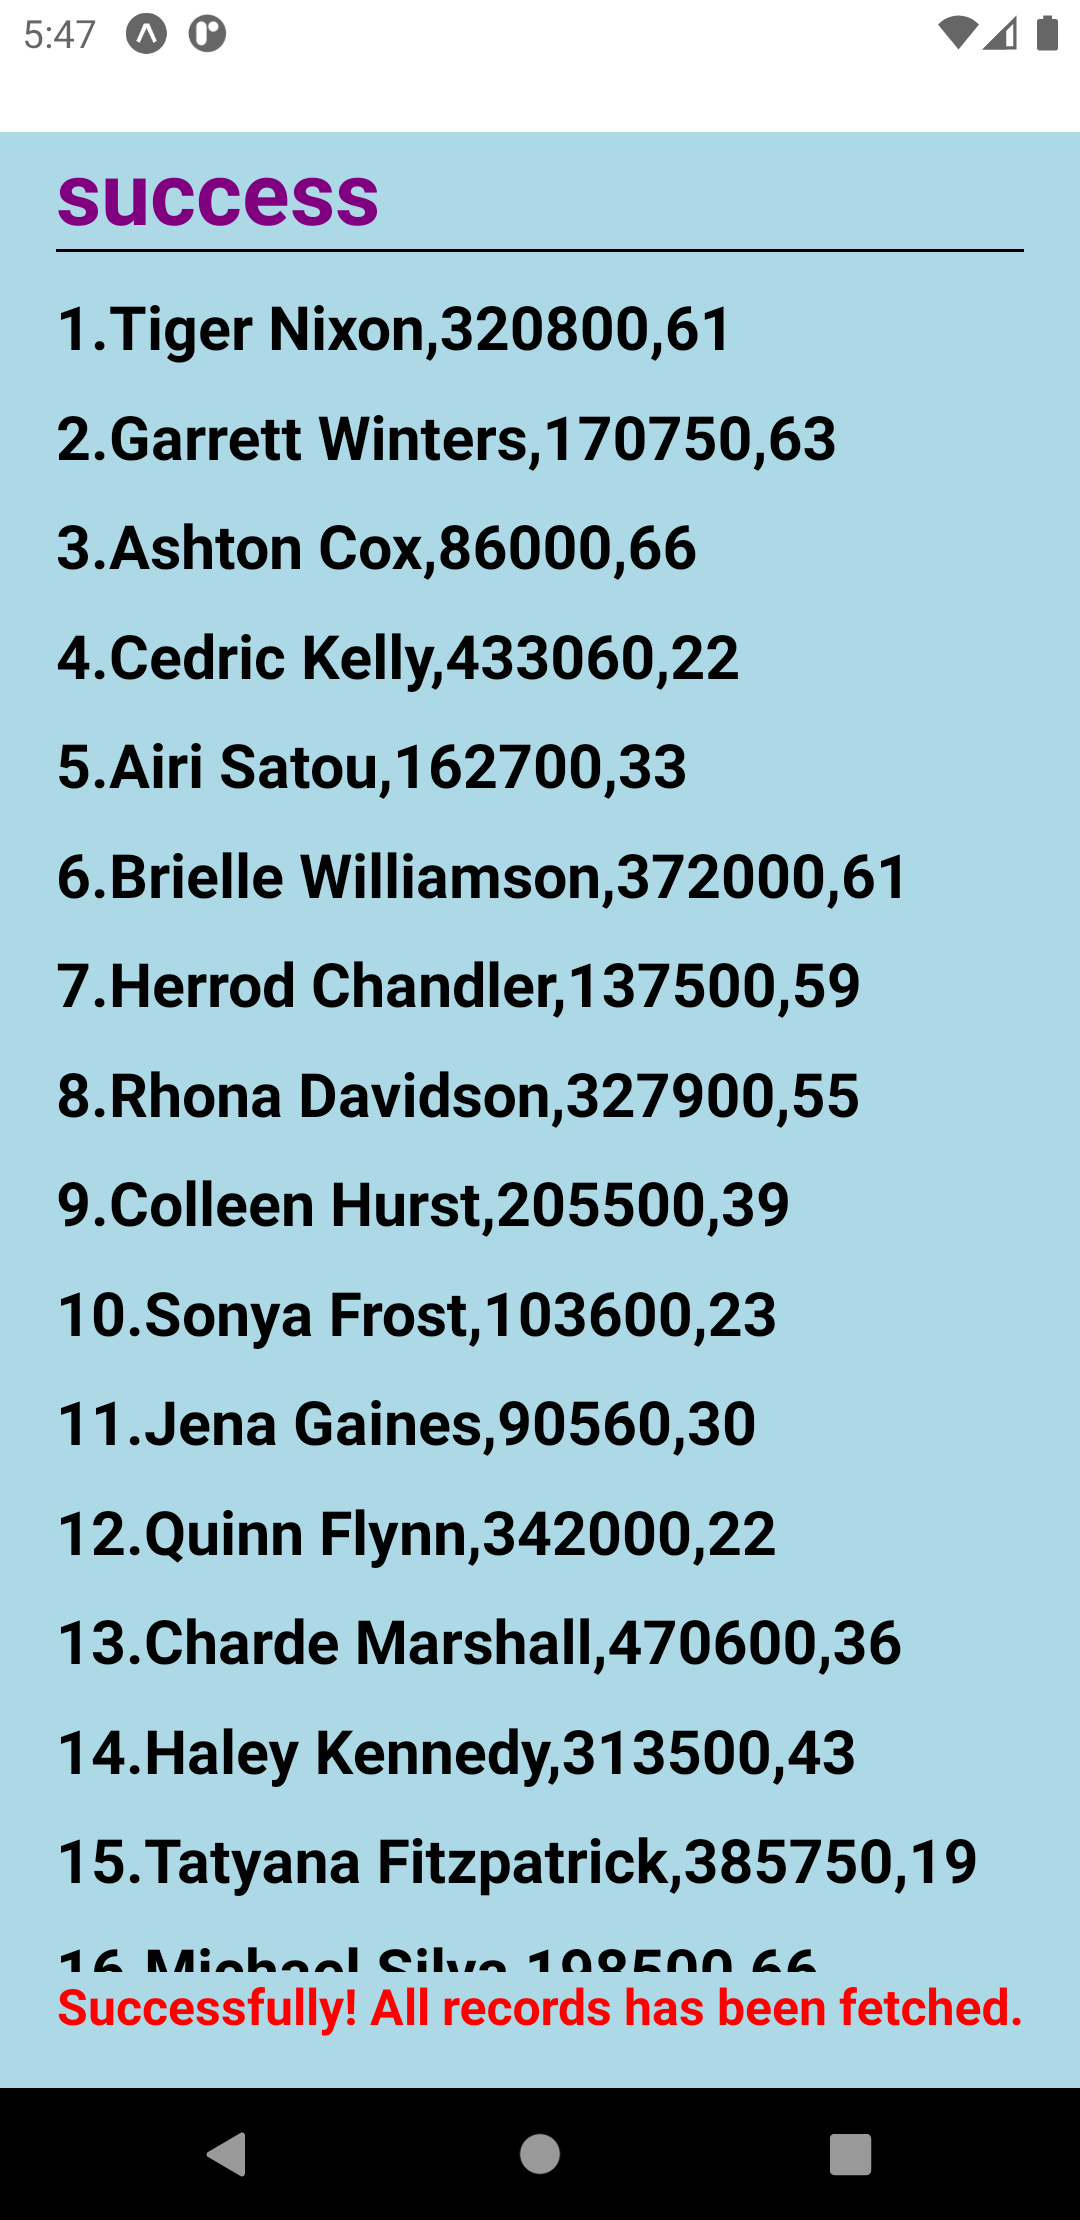 5:47
success
1.Tiger Nixon,320800,61
2.Garrett Winters,170750,63
3.Ashton Cox,86000,66
4.Cedric Kelly,433060,22
5.Airi Satou,162700,33
6.Brielle Williamson,372000,61
7.Herrod Chandler,137500,59
8.Rhona Davidson,327900,55
9.Colleen Hurst,205500,39
10.Sonya Frost,103600,23
11.Jena Gaines,90560,30
12.Quinn Flynn,342000,22
13.Charde Marshall,470600,36
14.Haley Kennedy,313500,43
15.Tatyana Fitzpatrick,385750,19
16.Michael Silva,198500,66
Successfully! All records has been fetched.